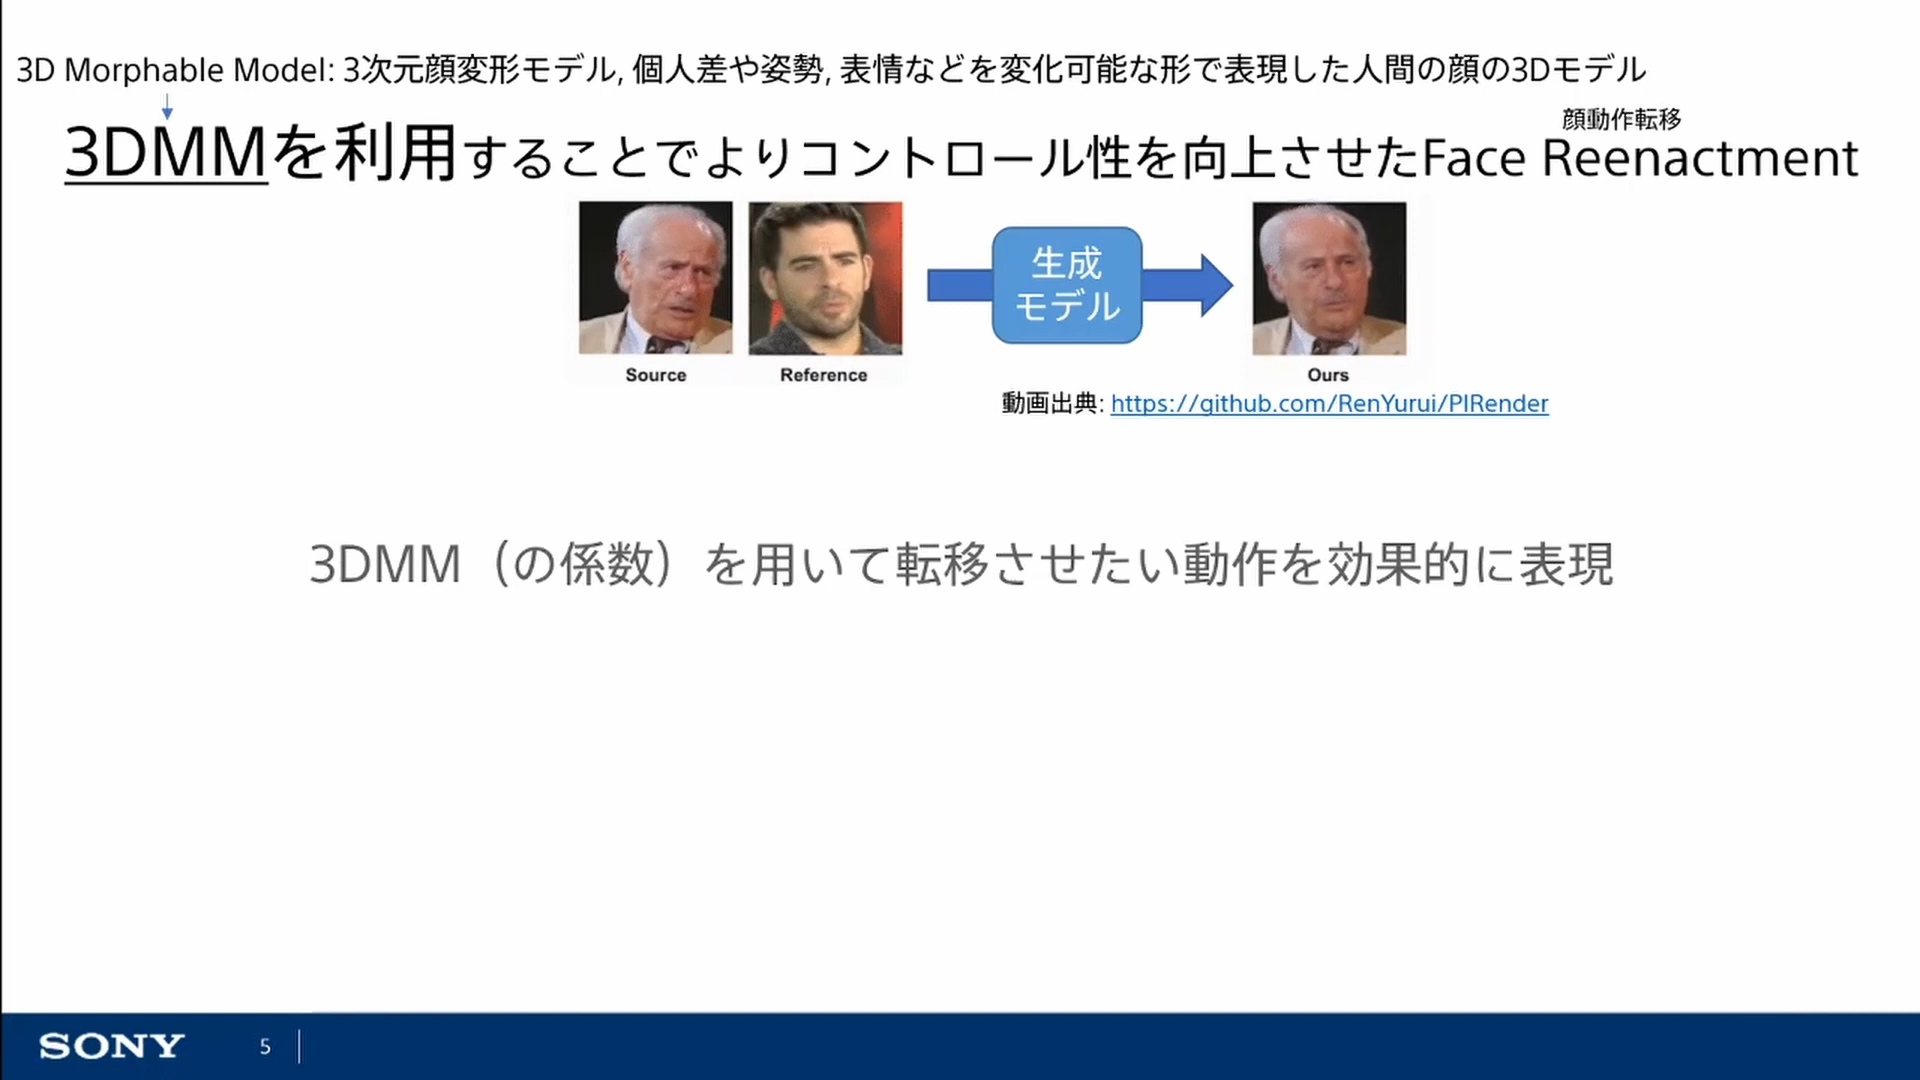 3D Morphable Model: 3次元顔変形モデル, 個人差や姿勢, 表情などを変化可能な形で表現した人間の顔の3Dモデル
顔動作転移
3DMMを利用することでよりコントロール性を向上させたFace Reenactment
生成
モデル
Source
Reference
Ours
動画出典: https://github.com/RenYurui/PIRender
3DMM（の係数）を用いて転移させたい動作を効果的に表現
SONY
5